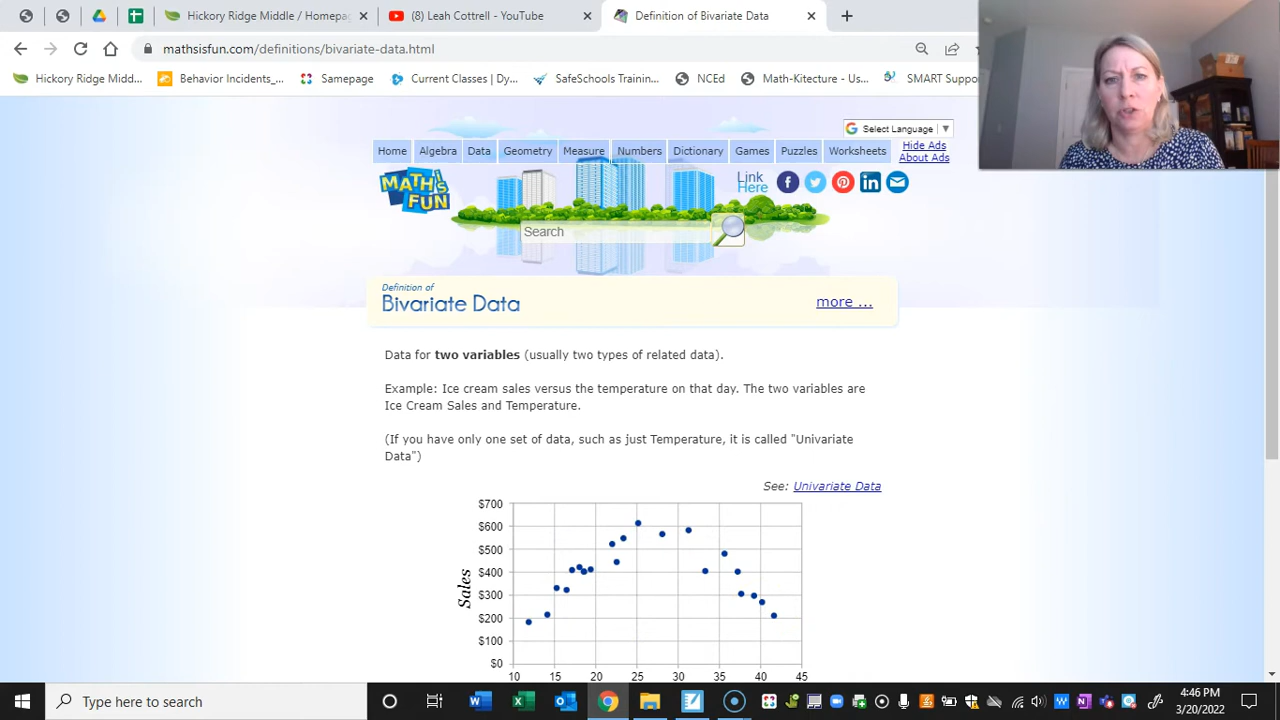 Hickory Ridge Middle / Homepag
(8) Leah Cottrell - YouTube
Definition of Bivariate Data
mathsisfun.com/definitions/bivariate-data.html
Hickory Ridge Midd...
Behavior Incidents_...
Samepage
Current Classes | Dy...
SafeSchools Trainin...
NCEd
Math-Kitecture - Us...
SMART Suppo
Select Language
Home
Algebra
Data
Geometry
Measure
Numbers
Dictionary
Games
Puzzles
Worksheets
Hide Ads
About Ads
MATH IS FUN
Link
Here
Search
Definition of
Bivariate Data
more ...
Data for two variables (usually two types of related data).
Example: Ice cream sales versus the temperature on that day. The two variables are
Ice Cream Sales and Temperature.
(If you have only one set of data, such as just Temperature, it is called "Univariate
Data")
See: Univariate Data
$700
$600
$500
$400
$300
$200
$100
$0
Sales
10 15 20 25 30 35 40 45
Type here to search
4:46 PM
3/20/2022